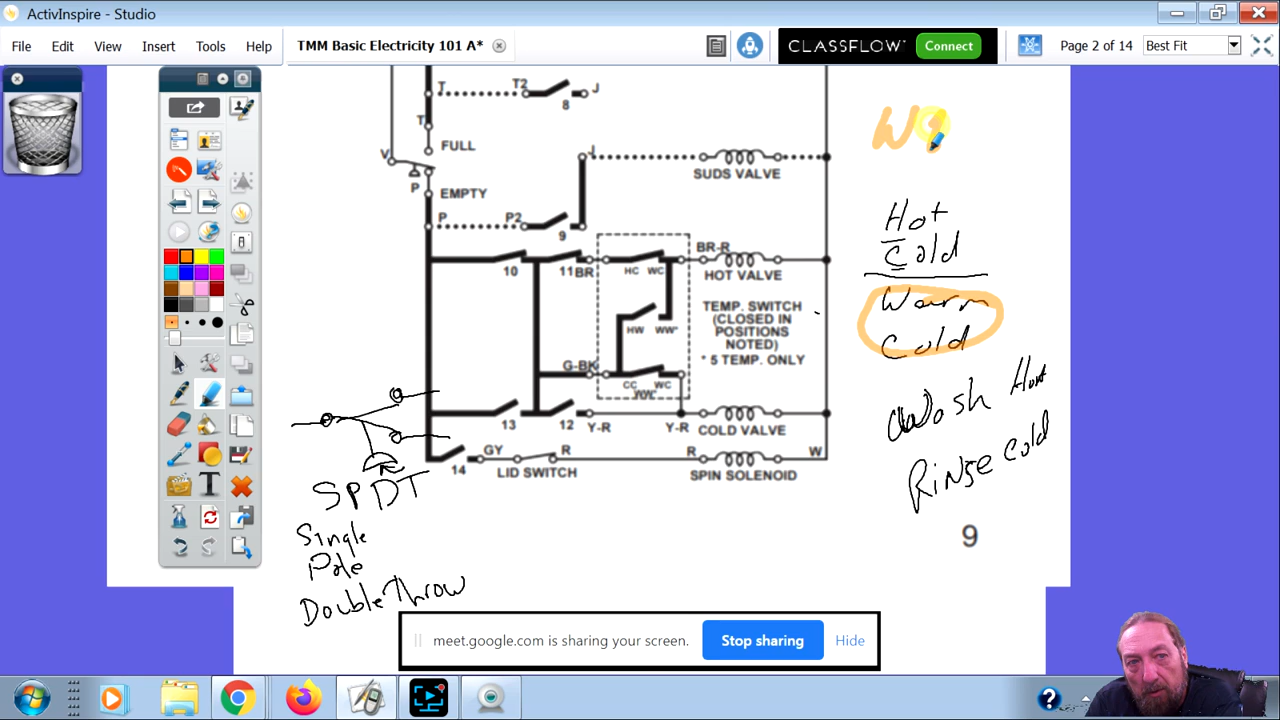 ActivInspire - Studio
File Edit View Insert Tools Help
TMM Basic Electricity 101 A*
CLASSFLOW Connect
Page 2 of 14
Best Fit
T T2 8 J
T
FULL
V
P EMPTY
J
SUDS VALVE
P P2 9
10 11 BR HC WC BR-R
HOT VALVE
HW WW*
TEMP. SWITCH
(CLOSED IN
POSITIONS
NOTED)
* 5 TEMP. ONLY
G-BK CC WC
WW*
13 12 Y-R Y-R COLD VALVE
14 GY LID SWITCH R R SPIN SOLENOID W
9
Hot
Cold
Warm
Cold
Wash Hot
Rinse Cold
SPDT
Single
Pole
Double Throw
meet.google.com is sharing your screen. Stop sharing Hide